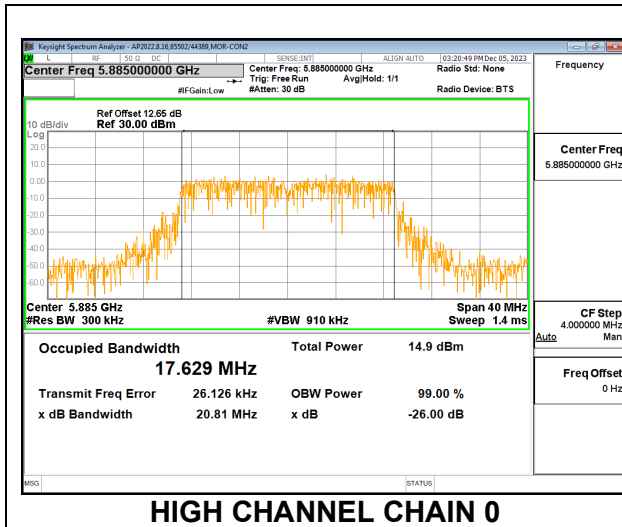 Keysight Spectrum Analyzer - AP2022.8.16,85502/44389,MOR-CON2
L RF 50 Ω DC SENSE:INT ALIGN AUTO 03:20:49 PM Dec 05, 2023
Center Freq 5.885000000 GHz
Center Freq: 5.885000000 GHz
Radio Std: None
Trig: Free Run Avg|Hold: 1/1
#IFGain:Low #Atten: 30 dB Radio Device: BTS
Frequency
Ref Offset 12.65 dB
10 dB/div Ref 30.00 dBm
Log
20.0
10.0
0.00
-10.0
-20.0
-30.0
-40.0
-50.0
-60.0
Center 5.885 GHz Span 40 MHz
#Res BW 300 kHz #VBW 910 kHz Sweep 1.4 ms
Occupied Bandwidth Total Power 14.9 dBm
17.629 MHz
Transmit Freq Error 26.126 kHz OBW Power 99.00 %
x dB Bandwidth 20.81 MHz x dB -26.00 dB
Center Freq
5.885000000 GHz
CF Step
4.000000 MHz
Auto Man
Freq Offset
0 Hz
MSG STATUS
HIGH CHANNEL CHAIN 0